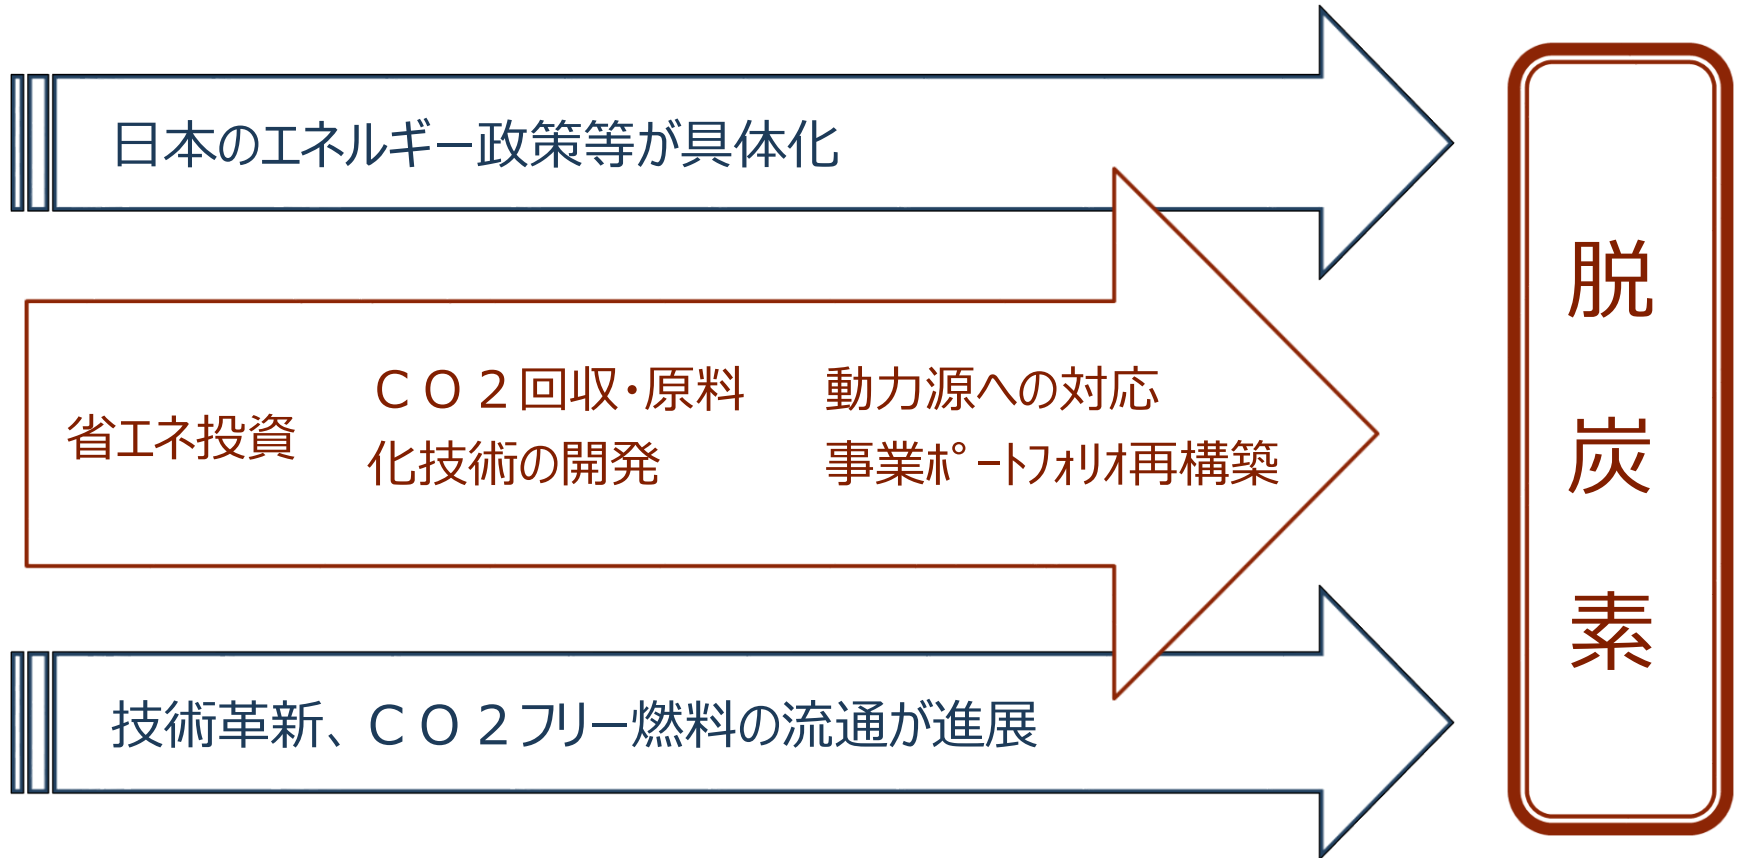 日本のエネルギー政策等が具体化
省エネ投資
ＣＯ２回収・原料
化技術の開発
動力源への対応
事業ﾎﾟｰﾄﾌｫﾘｵ再構築
技術革新、ＣＯ２フリー燃料の流通が進展
脱
炭
素